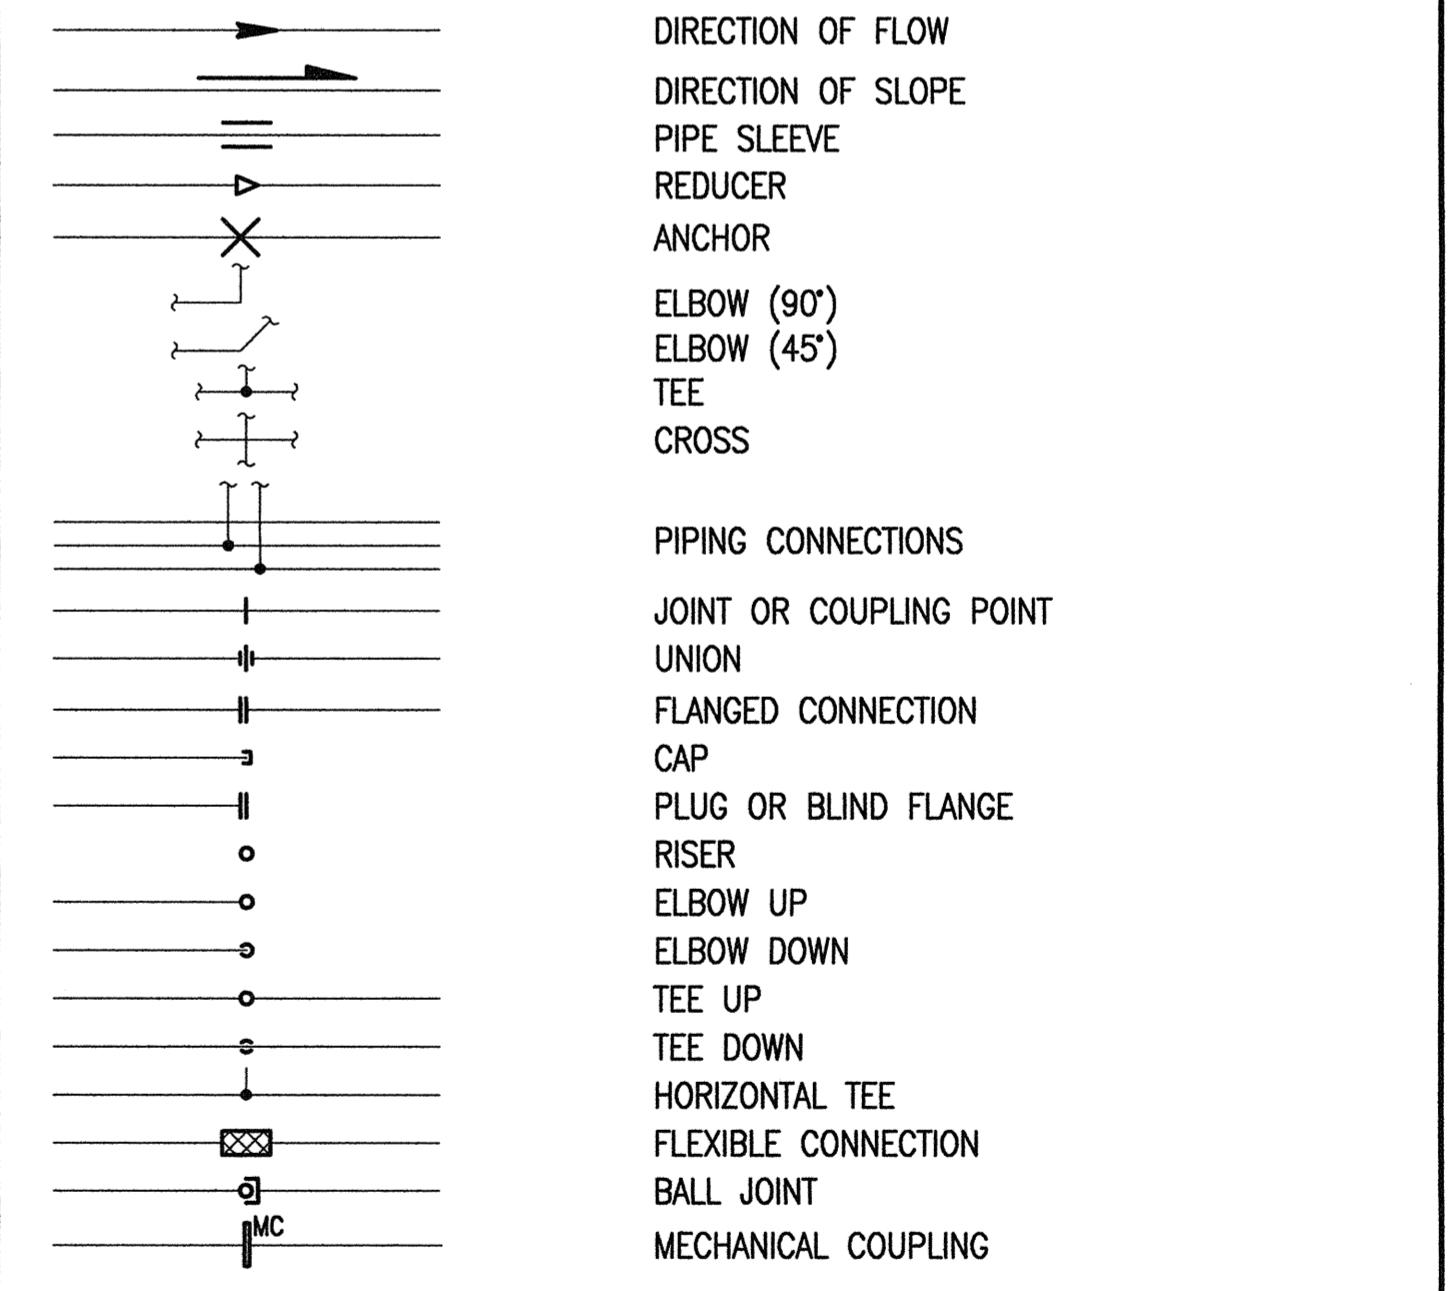 DIRECTION OF FLOW
DIRECTION OF SLOPE
PIPE SLEEVE
REDUCER
ANCHOR
ELBOW (90°)
ELBOW (45°)
TEE
CROSS
PIPING CONNECTIONS
JOINT OR COUPLING POINT
UNION
FLANGED CONNECTION
CAP
PLUG OR BLIND FLANGE
RISER
ELBOW UP
ELBOW DOWN
TEE UP
TEE DOWN
HORIZONTAL TEE
FLEXIBLE CONNECTION
BALL JOINT
MC MECHANICAL COUPLING